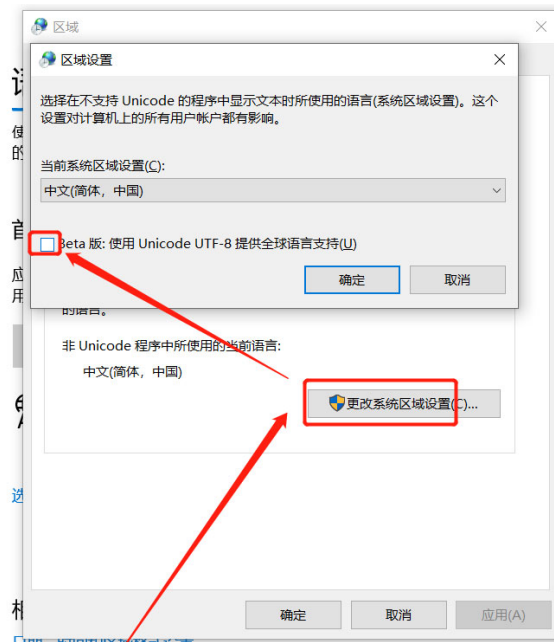 区域
区域设置
选择在不支持 Unicode 的程序中显示文本时所使用的语言(系统区域设置)。这个
设置对计算机上的所有用户帐户都有影响。
当前系统区域设置(C):
中文(简体，中国)
Beta 版: 使用 Unicode UTF-8 提供全球语言支持(U)
确定
取消
的语言。
非 Unicode 程序中所使用的当前语言:
中文(简体，中国)
更改系统区域设置(C)...
确定
取消
应用(A)